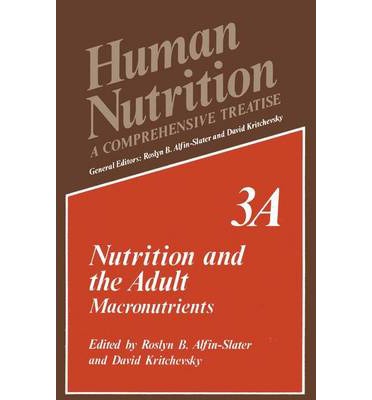 Human
Nutrition
A COMPREHENSIVE TREATISE
General Editors: Roslyn B. Alfin-Slater and David Kritchevsky
3A
Nutrition and
the Adult
Macronutrients
Edited by Roslyn B. Alfin-Slater
and David Kritchevsky